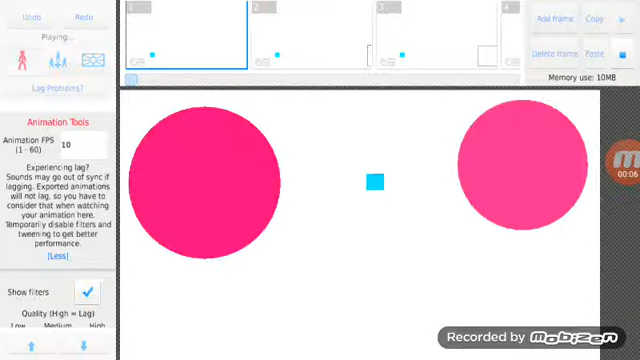 Undo
Redo
Playing...
Lag Problems?
Animation Tools
Animation FPS
(1 - 60)
10
Experiencing lag?
Sounds may go out of sync if
lagging. Exported animations
will not lag, so you have to
consider that when watching
your animation here.
Temporarily disable filters and
tweening to get better
performance.
[Less]
Show filters
Quality (High = Lag)
Low
Medium
High
1
2
3
4
Add frame
Copy
Delete frame
Paste
Memory use: 10MB
00:06
Recorded by Mobizen